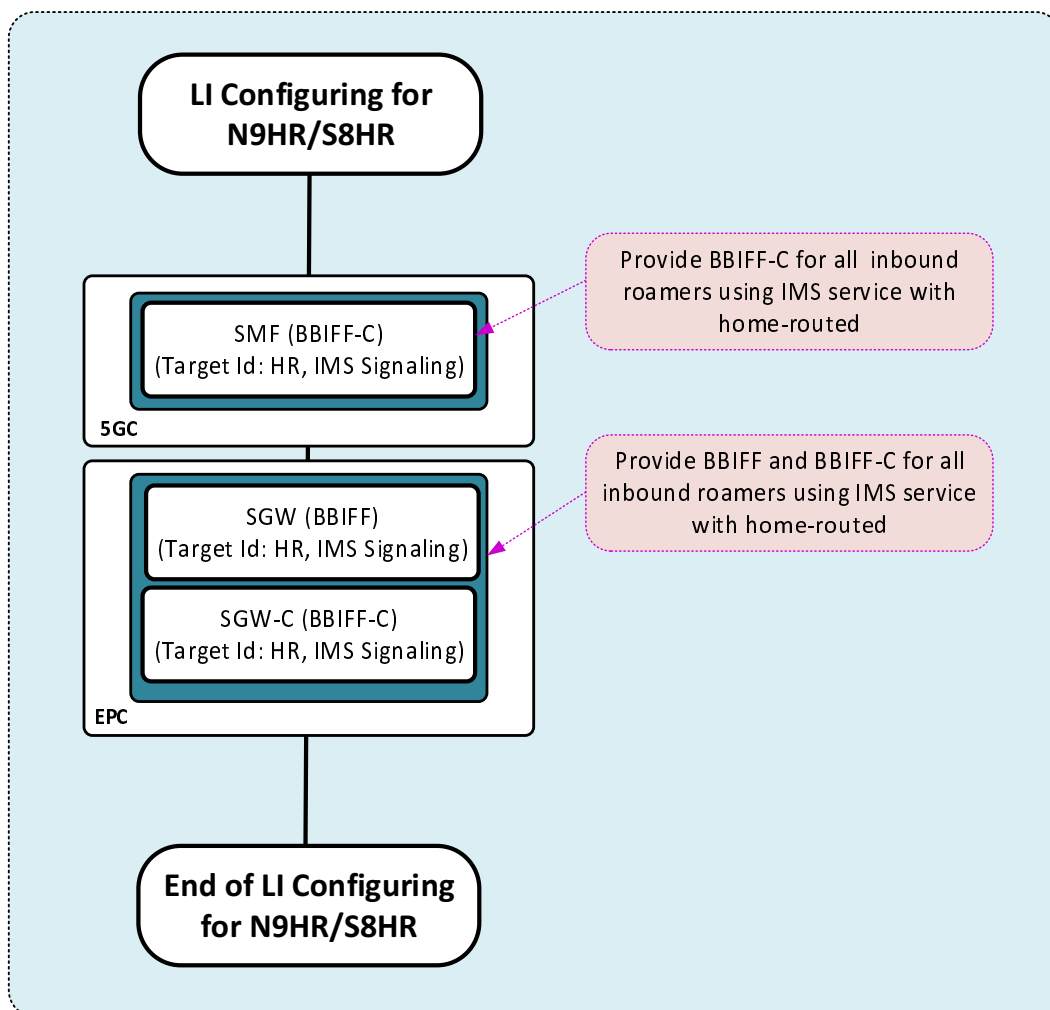 LI Configuring for
N9HR/S8HR
Provide BBIFF-C for all inbound
roamers using IMS service with
home-routed
SMF (BBIFF-C)
(Target Id: HR, IMS Signaling)
5GC
Provide BBIFF and BBIFF-C for all
inbound roamers using IMS service
with home-routed
SGW (BBIFF)
(Target Id: HR, IMS Signaling)
SGW-C (BBIFF-C)
(Target Id: HR, IMS Signaling)
EPC
End of LI Configuring
for N9HR/S8HR